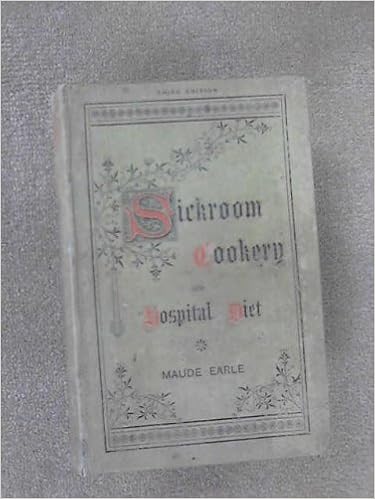 THIRD EDITION
Sickroom
Cookery
AND
Hospital Diet
MAUDE EARLE